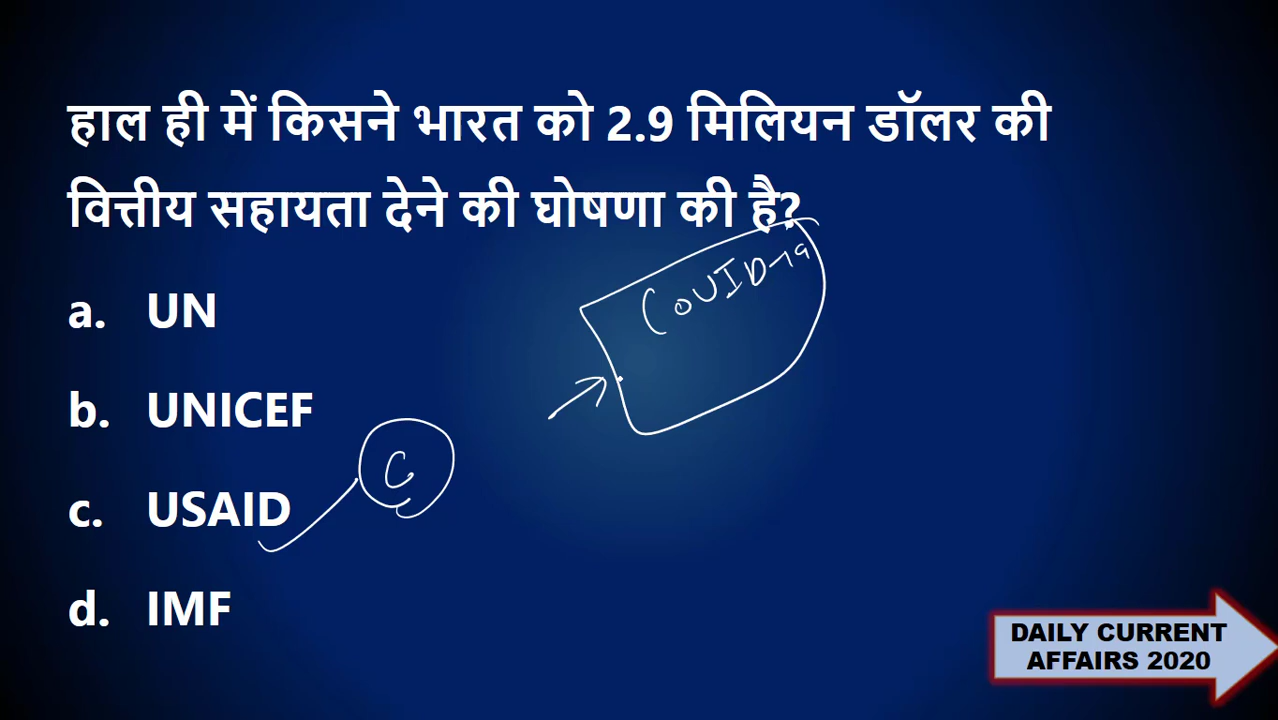 हाल ही में किसने भारत को 2.9 मिलियन डॉलर की
वित्तीय सहायता देने की घोषणा की है?
COVID-19
a. UN
b. UNICEF
C
c. USAID
d. IMF
DAILY CURRENT
AFFAIRS 2020